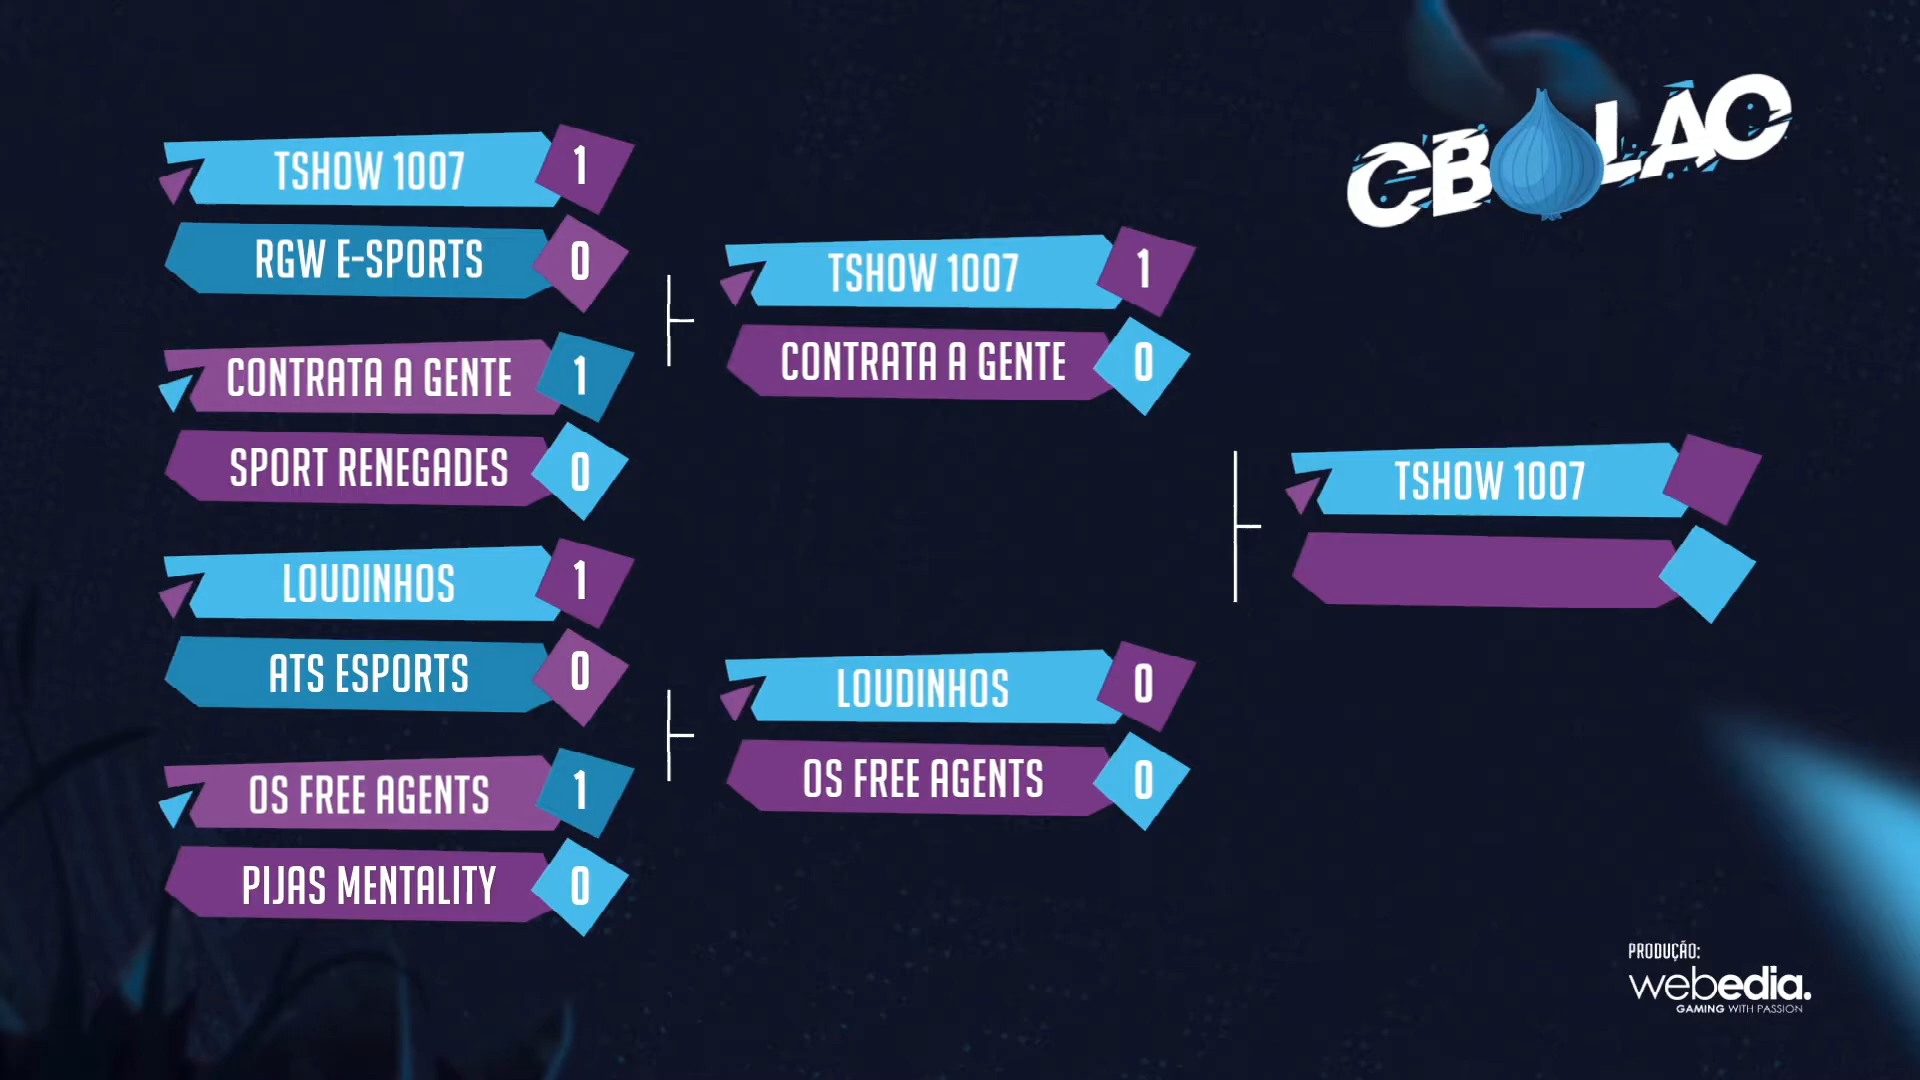 TSHOW 1007 1
RGW E-SPORTS 0
CONTRATA A GENTE 1
SPORT RENEGADES 0
LOUDINHOS 1
ATS ESPORTS 0
OS FREE AGENTS 1
PIJAS MENTALITY 0
TSHOW 1007 1
CONTRATA A GENTE 0
LOUDINHOS 0
OS FREE AGENTS 0
TSHOW 1007
CBOLÃO
PRODUÇÃO:
webedia.
GAMING WITH PASSION